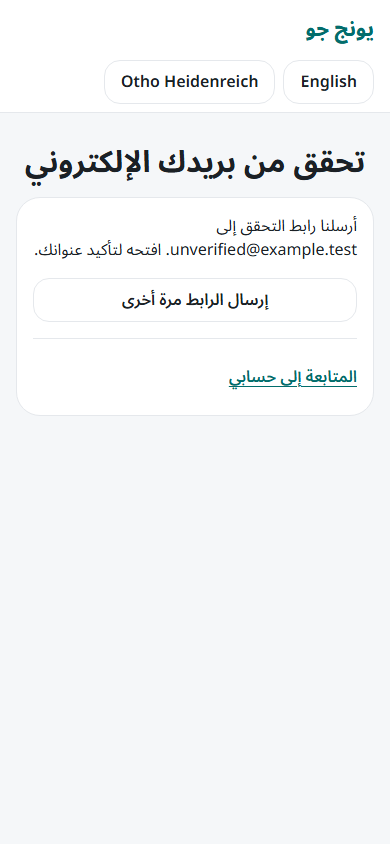 يونج جو
English
Otho Heidenreich
تحقق من بريدك الإلكتروني
أرسلنا رابط التحقق إلى
unverified@example.test. افتحه لتأكيد عنوانك.
إرسال الرابط مرة أخرى
المتابعة إلى حسابي